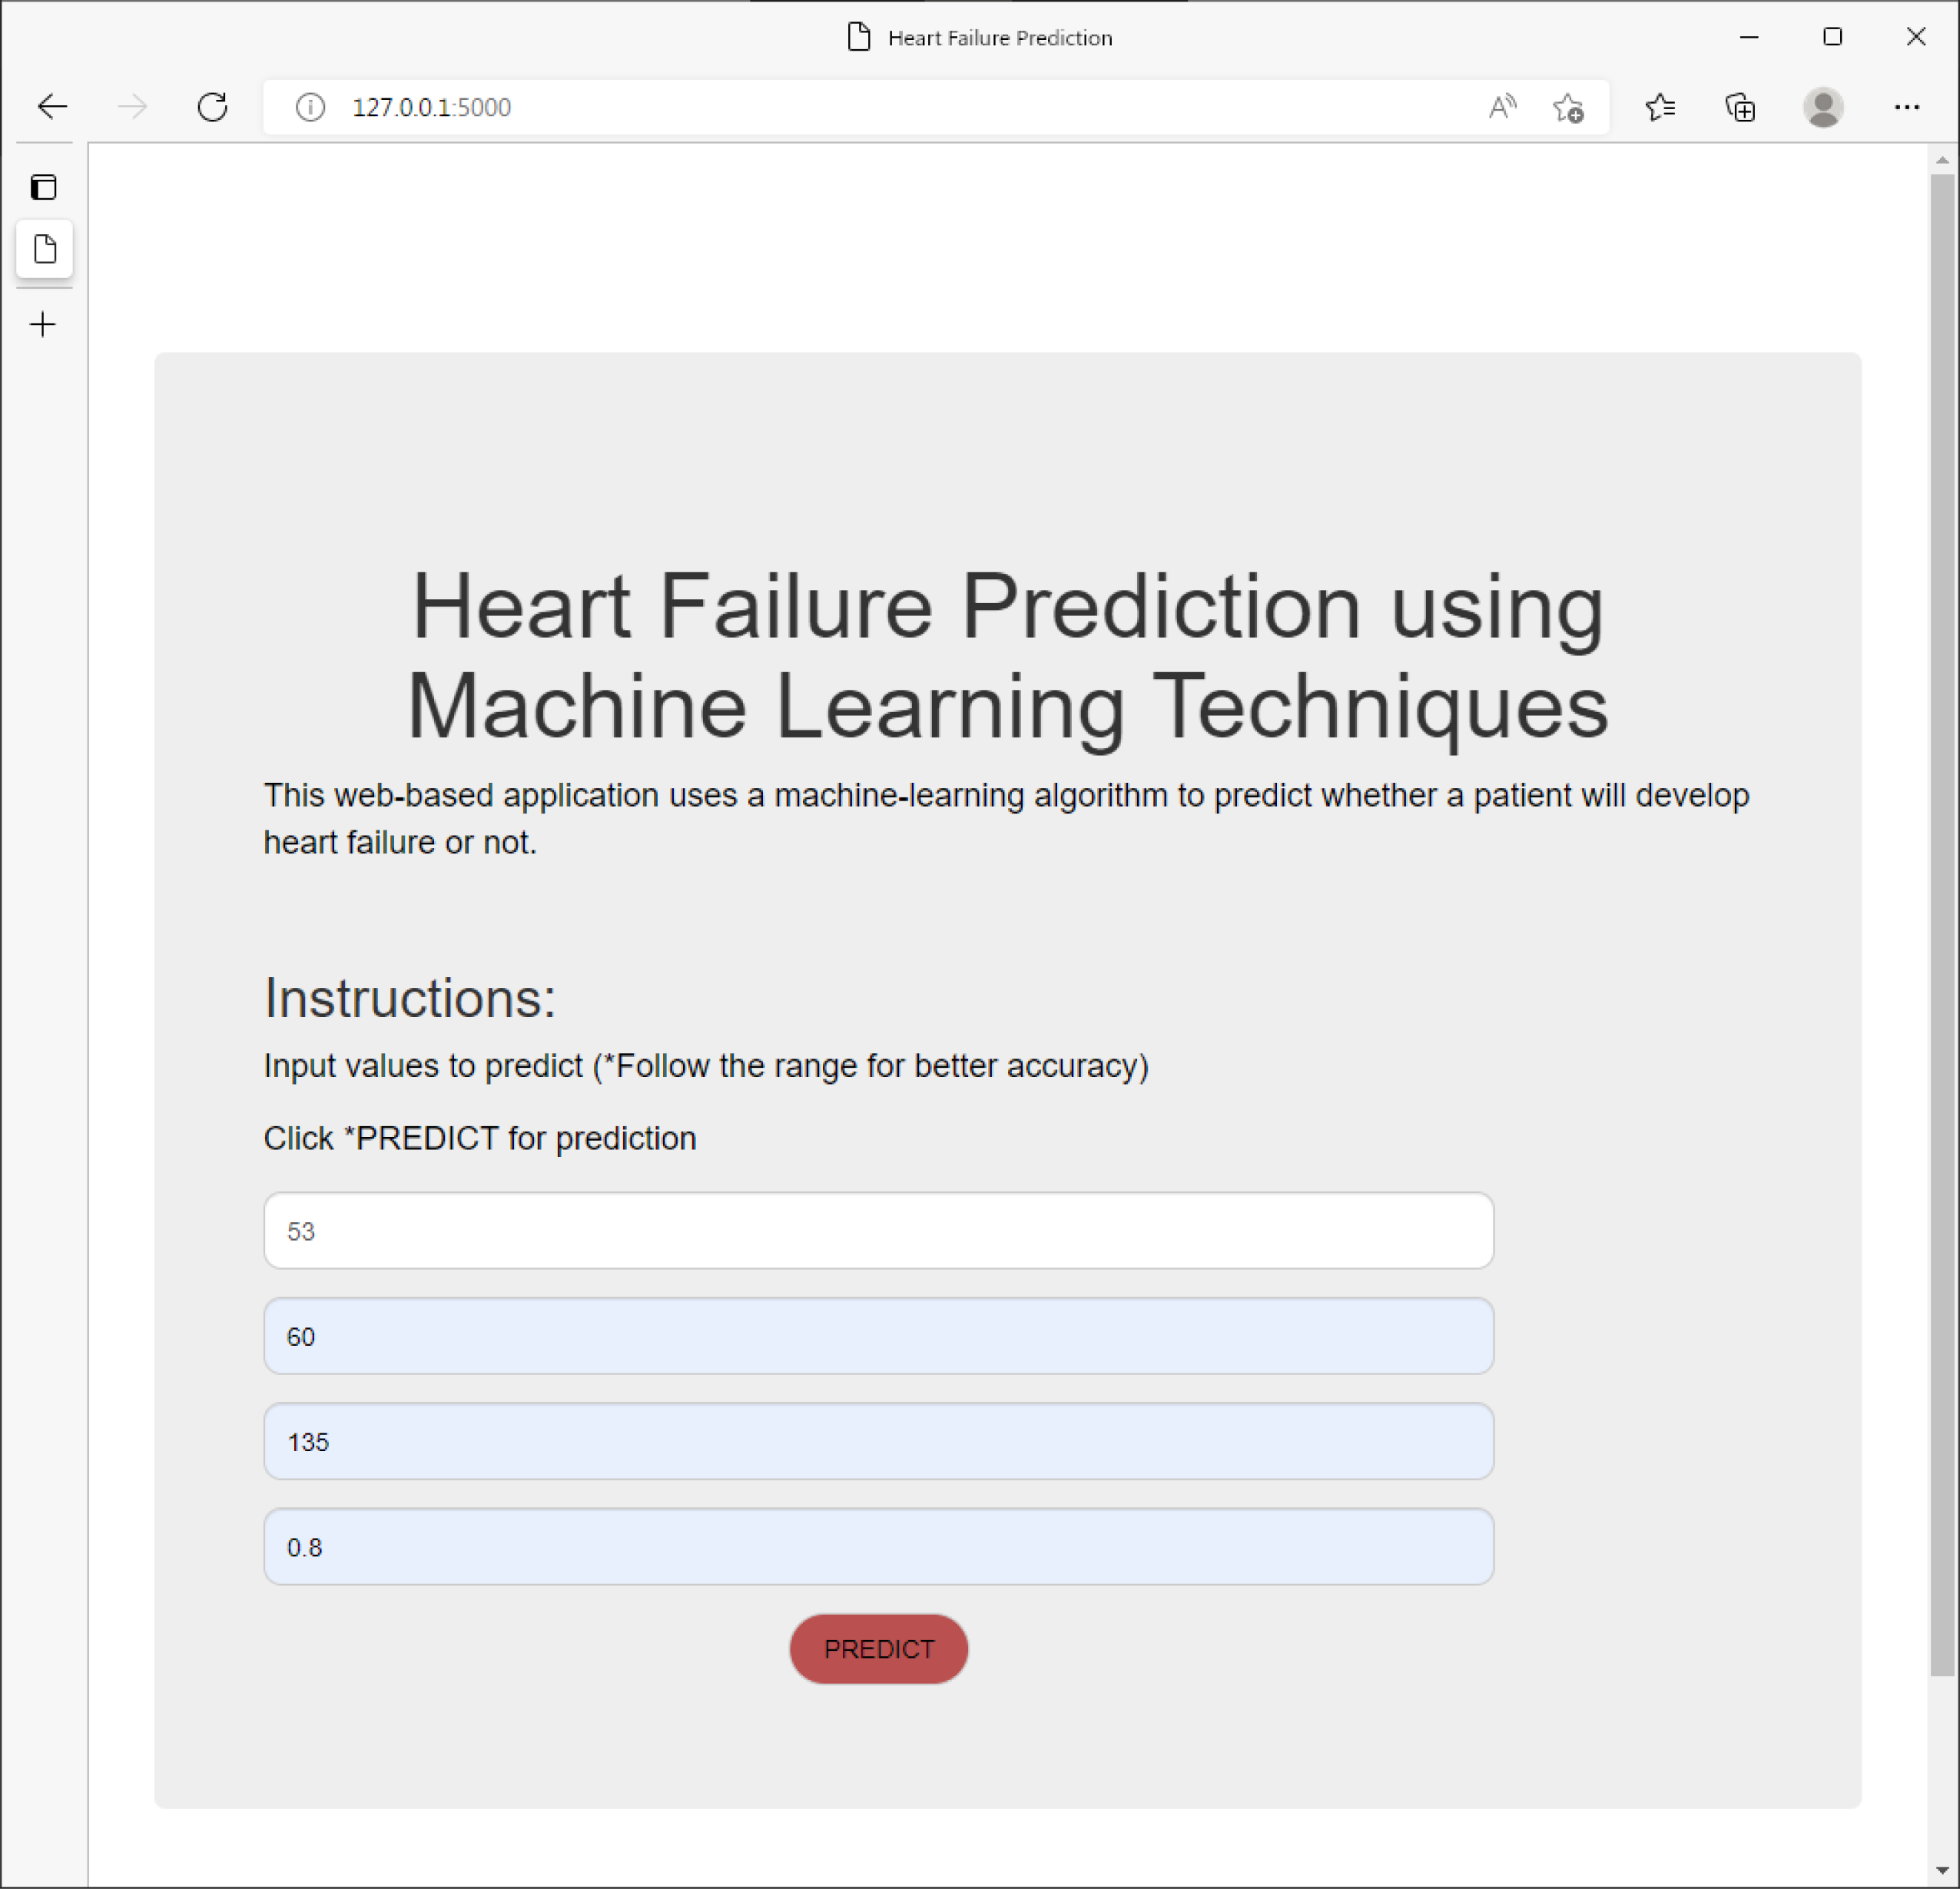 Heart Failure Prediction
127.0.0.1:5000
Heart Failure Prediction using
Machine Learning Techniques
This web-based application uses a machine-learning algorithm to predict whether a patient will develop
heart failure or not.
Instructions:
Input values to predict (*Follow the range for better accuracy)
Click *PREDICT for prediction
53
60
135
0.8
PREDICT